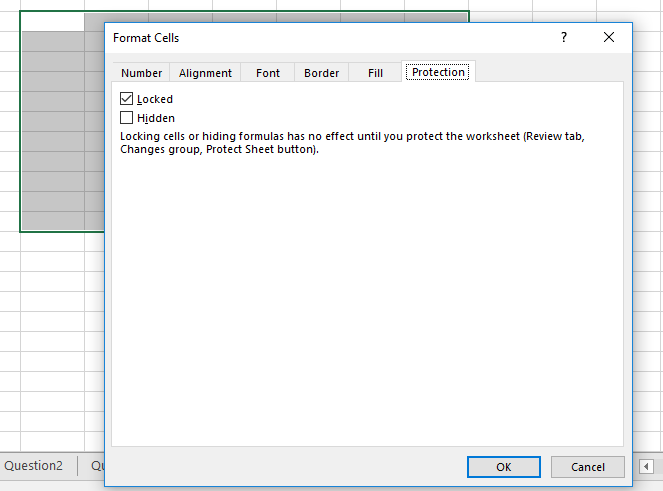 Format Cells
?
Number Alignment Font Border Fill Protection
Locked
Hidden
Locking cells or hiding formulas has no effect until you protect the worksheet (Review tab,
Changes group, Protect Sheet button).
Question2 Qu
OK Cancel